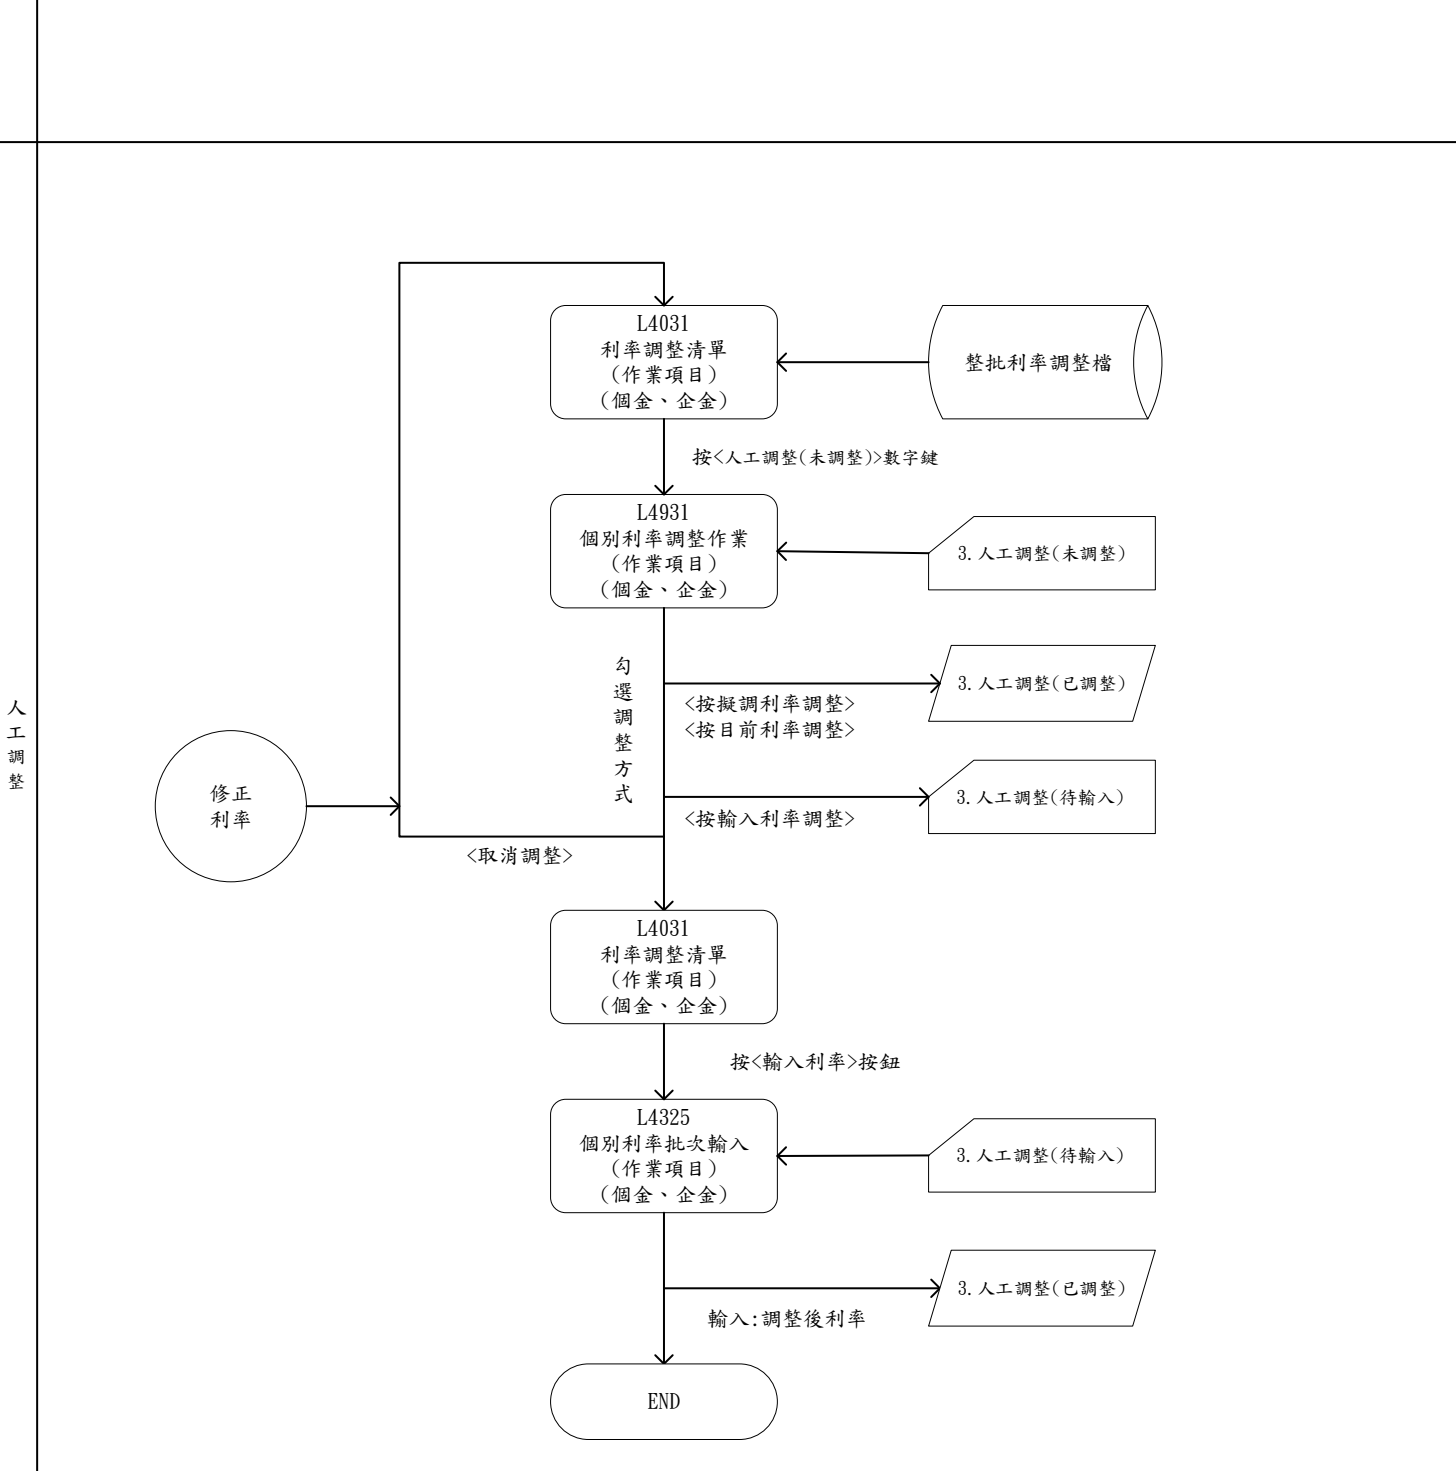 L4031
利率調整清單
(作業項目)
(個金、企金)
整批利率調整檔
按<人工調整(未調整)>數字鍵
L4931
個別利率調整作業
(作業項目)
(個金、企金)
3.人工調整(未調整)
勾選調整方式
3.人工調整(已調整)
<按擬調利率調整>
<按目前利率調整>
人工調整
修正
利率
3.人工調整(待輸入)
<按輸入利率調整>
<取消調整>
L4031
利率調整清單
(作業項目)
(個金、企金)
按<輸入利率>按鈕
L4325
個別利率批次輸入
(作業項目)
(個金、企金)
3.人工調整(待輸入)
3.人工調整(已調整)
輸入:調整後利率
END